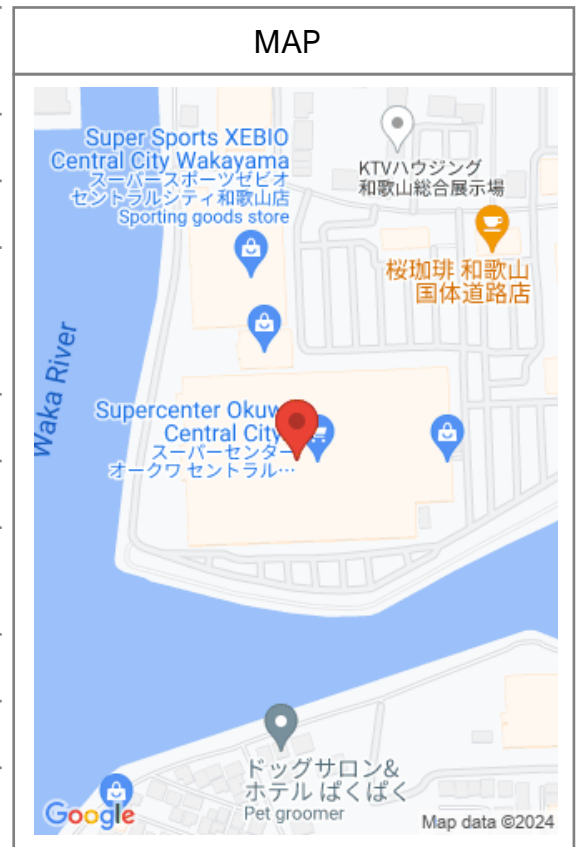 MAP
Super Sports XEBIO
Central City Wakayama
スーパースポーツゼビオ
セントラルシティ和歌山店
Sporting goods store
KTVハウジング
和歌山総合展示場
桜珈琲 和歌山
国体道路店
Waka River
Supercenter Okuw
Central City
スーパーセンター
オークワ セントラル…
ドッグサロン&
ホテル ぱくぱく
Pet groomer
Google
Map data ©2024